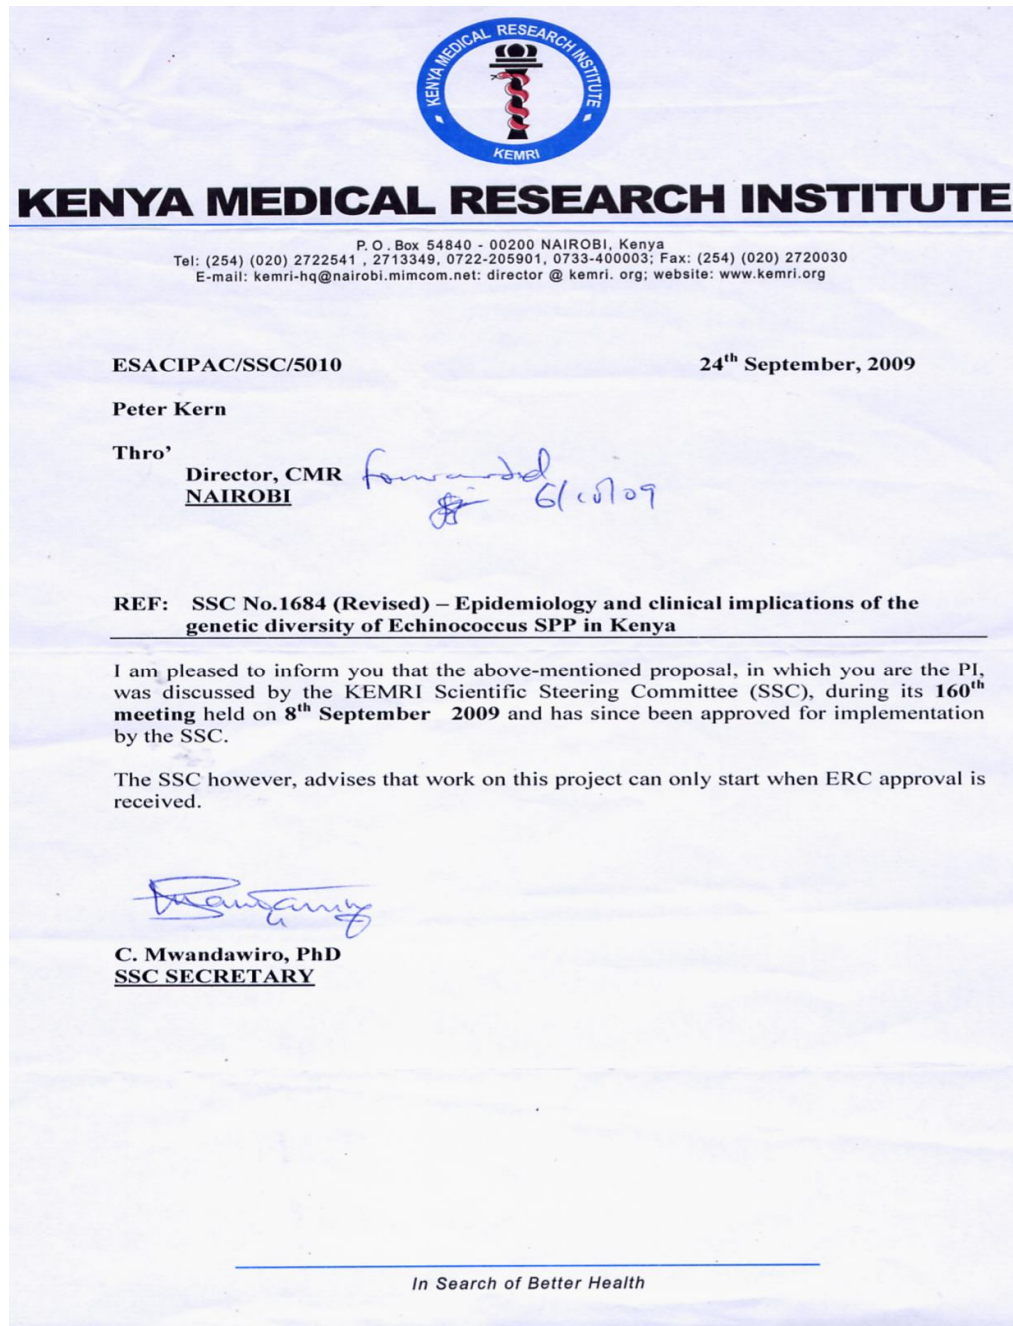 KENYA MEDICAL RESEARCH INSTITUTE
KEMRI
KENYA MEDICAL RESEARCH INSTITUTE
P. O. Box 54840 - 00200 NAIROBI, Kenya
Tel: (254) (020) 2722541 , 2713349, 0722-205901, 0733-400003; Fax: (254) (020) 2720030
E-mail: kemri-hq@nairobi.mimcom.net: director @ kemri. org; website: www.kemri.org
ESACIPAC/SSC/5010 24th September, 2009
Peter Kern
Thro'
Director, CMR forwarded
NAIROBI 6/10/09
REF: SSC No.1684 (Revised) – Epidemiology and clinical implications of the
genetic diversity of Echinococcus SPP in Kenya
I am pleased to inform you that the above-mentioned proposal, in which you are the PI,
was discussed by the KEMRI Scientific Steering Committee (SSC), during its 160th
meeting held on 8th September 2009 and has since been approved for implementation
by the SSC.
The SSC however, advises that work on this project can only start when ERC approval is
received.
C. Mwandawiro, PhD
SSC SECRETARY
In Search of Better Health